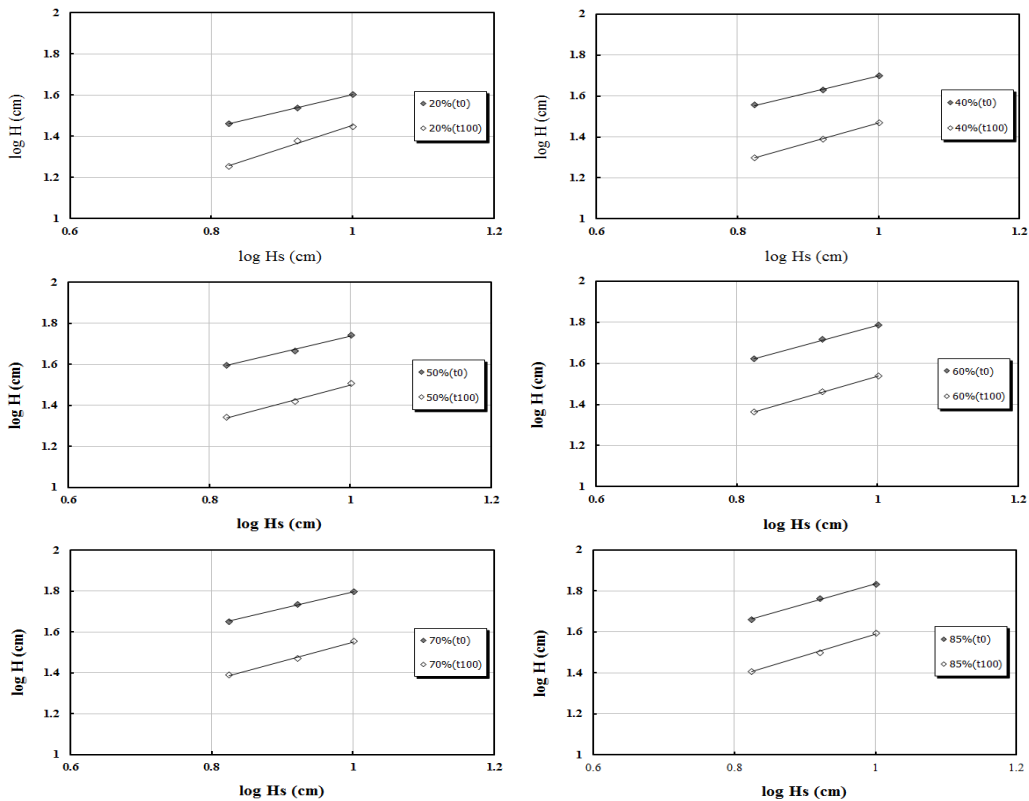 2
1.8
1.6
1.4
1.2
1
0.6
0.8
1
1.2
log H (cm)
log Hs (cm)
20%(t0)
20%(t100)
2
1.8
1.6
1.4
1.2
1
0.6
0.8
1
1.2
log H (cm)
log Hs (cm)
40%(t0)
40%(t100)
2
1.8
1.6
1.4
1.2
1
0.6
0.8
1
1.2
log H (cm)
log Hs (cm)
50%(t0)
50%(t100)
2
1.8
1.6
1.4
1.2
1
0.6
0.8
1
1.2
log H (cm)
log Hs (cm)
60%(t0)
60%(t100)
2
1.8
1.6
1.4
1.2
1
0.6
0.8
1
1.2
log H (cm)
log Hs (cm)
70%(t0)
70%(t100)
2
1.8
1.6
1.4
1.2
1
0.6
0.8
1
1.2
log H (cm)
log Hs (cm)
85%(t0)
85%(t100)